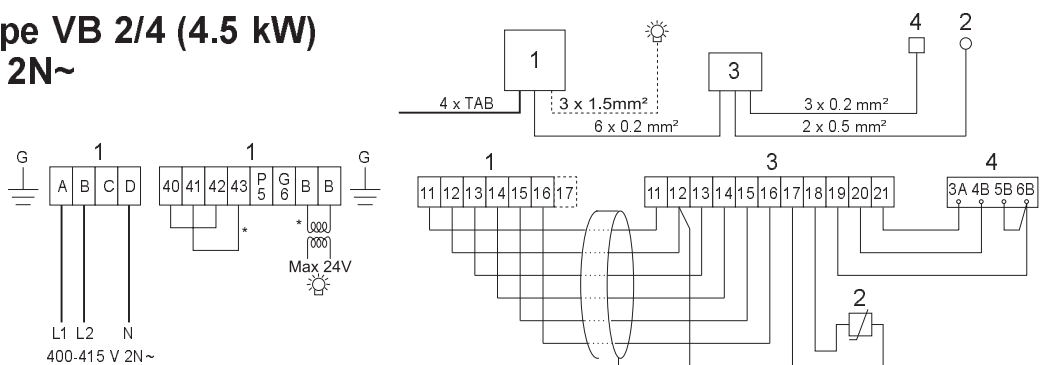 pe VB 2/4 (4.5 kW)
2N~
1
3
4
2
4 x TAB
3 x 1.5mm²
6 x 0.2 mm²
3 x 0.2 mm²
2 x 0.5 mm²
G
1
A B C D
L1 L2 N
400-415 V 2N~
1
G
40 41 42 43 P5 G6 B B
*
*
Max 24V
1
11 12 13 14 15 16 17
3
11 12 13 14 15 16 17 18 19 20 21
4
3A 4B 5B 6B
2